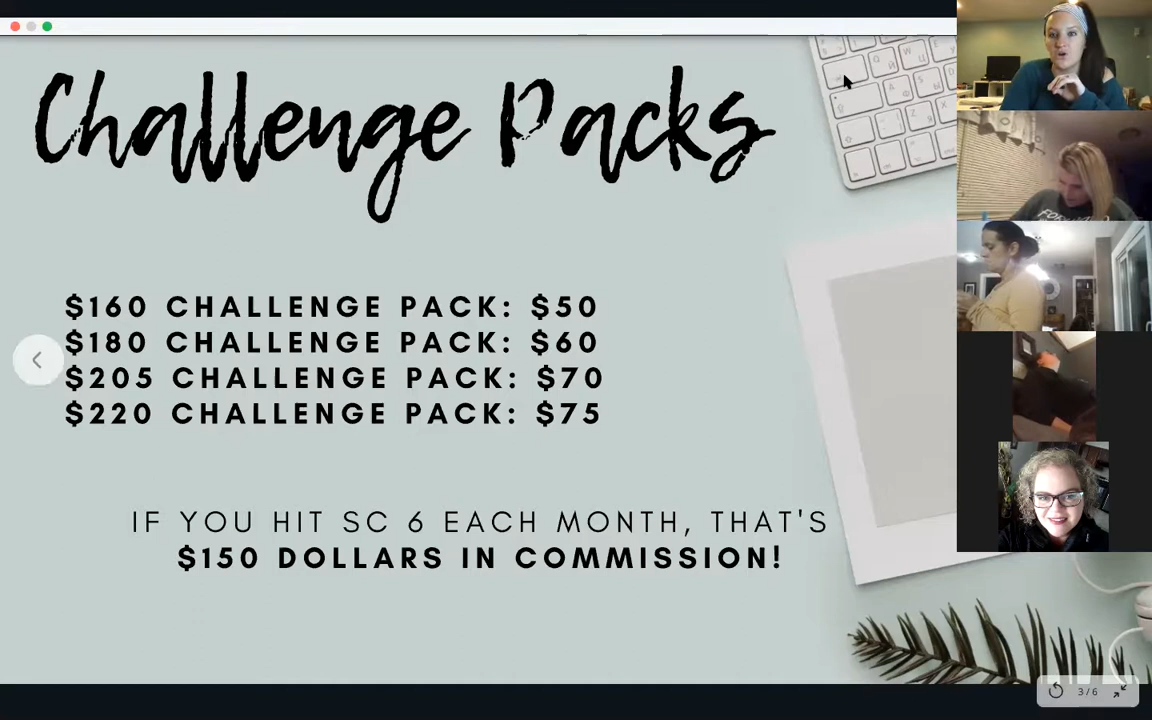 Challenge Packs
$160 CHALLENGE PACK: $50
$180 CHALLENGE PACK: $60
$205 CHALLENGE PACK: $70
$220 CHALLENGE PACK: $75
IF YOU HIT SC 6 EACH MONTH, THAT'S
$150 DOLLARS IN COMMISSION!
3/6